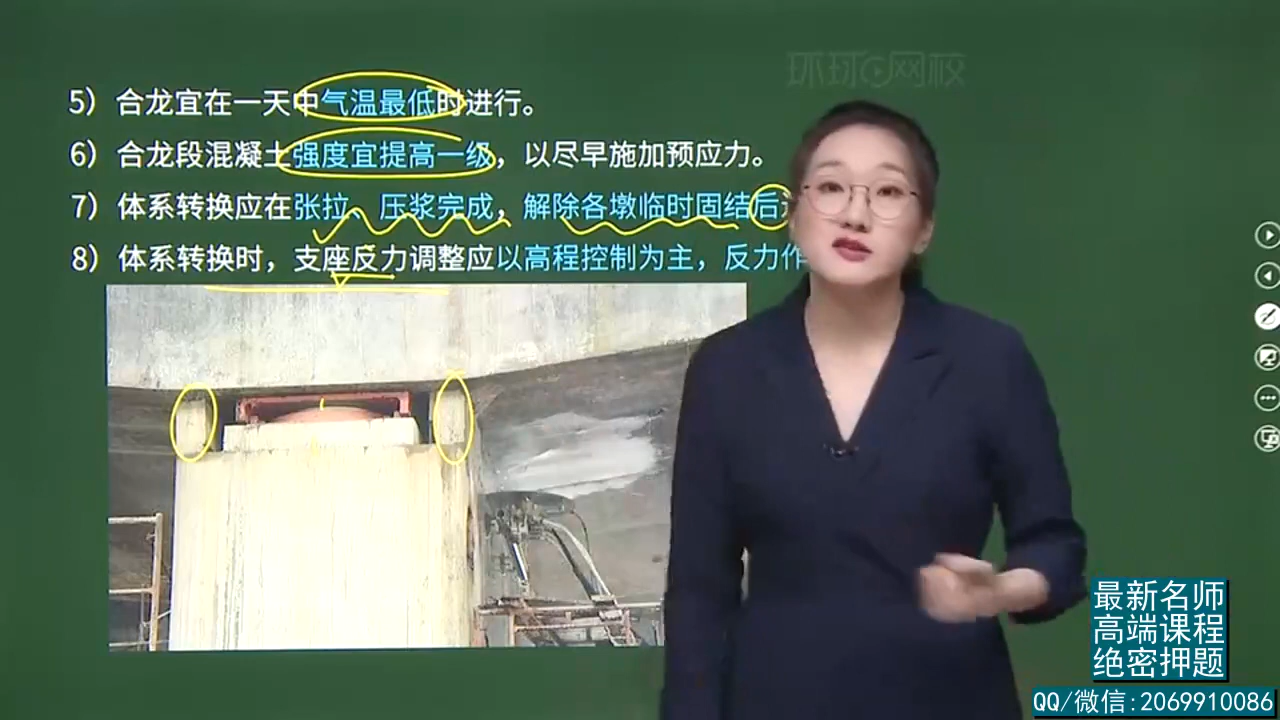 环球网校
5）合龙宜在一天中气温最低时进行。
6）合龙段混凝土强度宜提高一级，以尽早施加预应力。
7）体系转换应在张拉、压浆完成，解除各墩临时固结后
8）体系转换时，支座反力调整应以高程控制为主，反力作
最新名师
高端课程
绝密押题
QQ/微信:2069910086